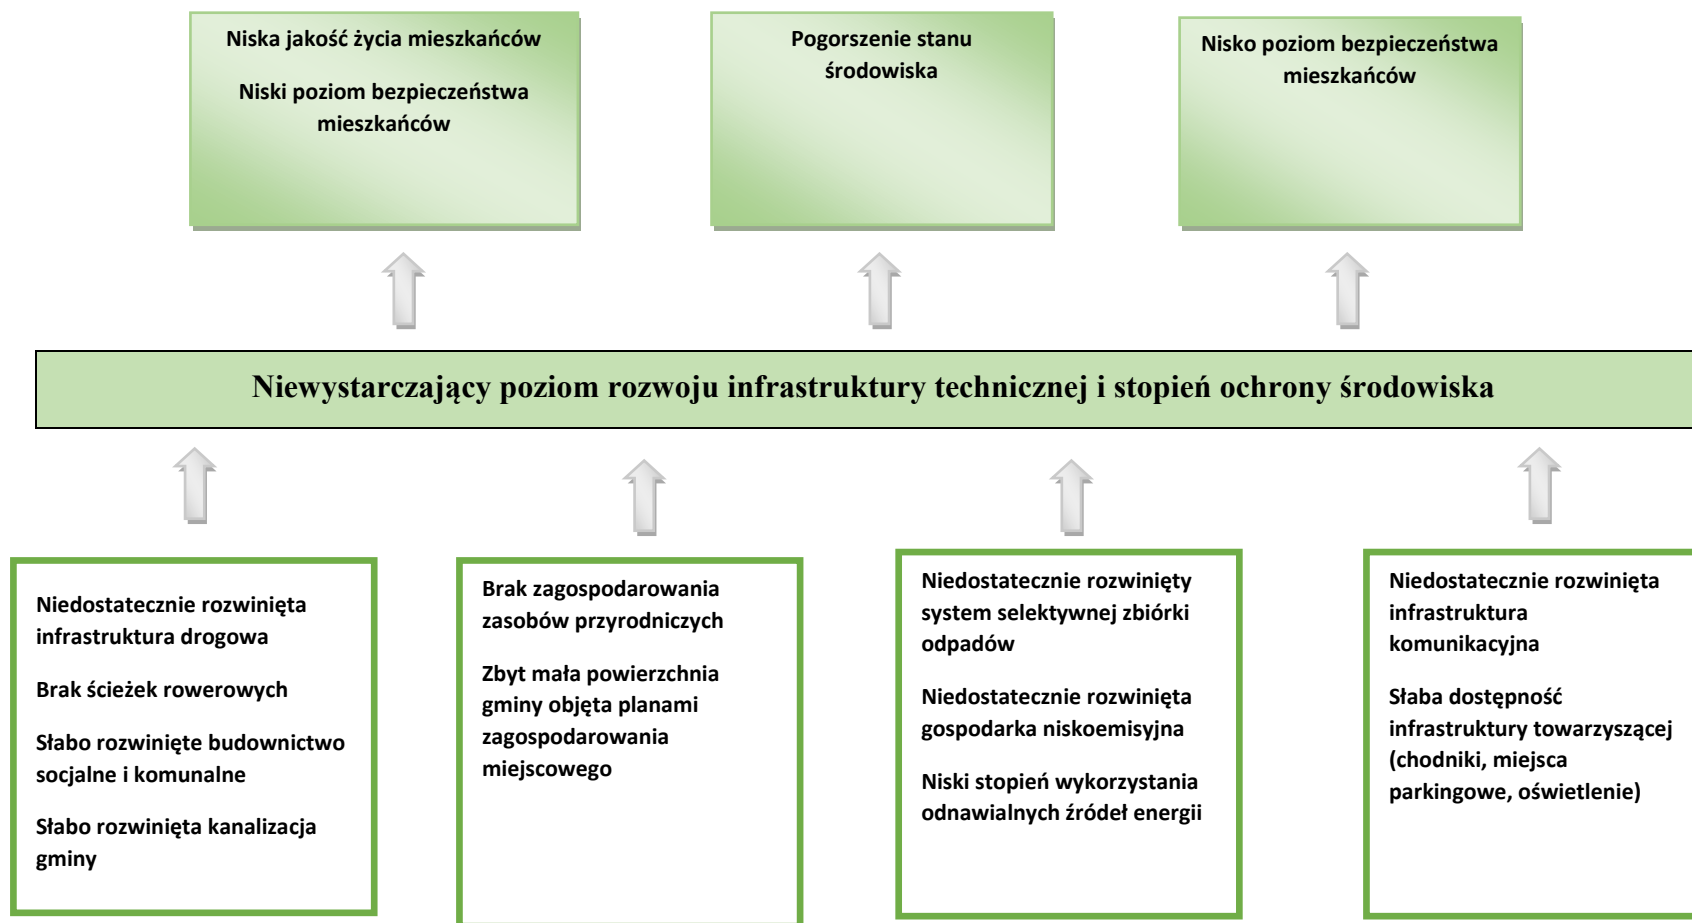 Niska jakość życia mieszkańców
Niski poziom bezpieczeństwa
mieszkańców
Pogorszenie stanu
środowiska
Nisko poziom bezpieczeństwa
mieszkańców
Niewystarczający poziom rozwoju infrastruktury technicznej i stopień ochrony środowiska
Niedostatecznie rozwinięta
infrastruktura drogowa
Brak ścieżek rowerowych
Słabo rozwinięte budownictwo
socjalne i komunalne
Słabo rozwinięta kanalizacja
gminy
Brak zagospodarowania
zasobów przyrodniczych
Zbyt mała powierzchnia
gminy objęta planami
zagospodarowania
miejscowego
Niedostatecznie rozwinięty
system selektywnej zbiórki
odpadów
Niedostatecznie rozwinięta
gospodarka niskoemisyjna
Niski stopień wykorzystania
odnawialnych źródeł energii
Niedostatecznie rozwinięta
infrastruktura
komunikacyjna
Słaba dostępność
infrastruktury towarzyszącej
(chodniki, miejsca
parkingowe, oświetlenie)